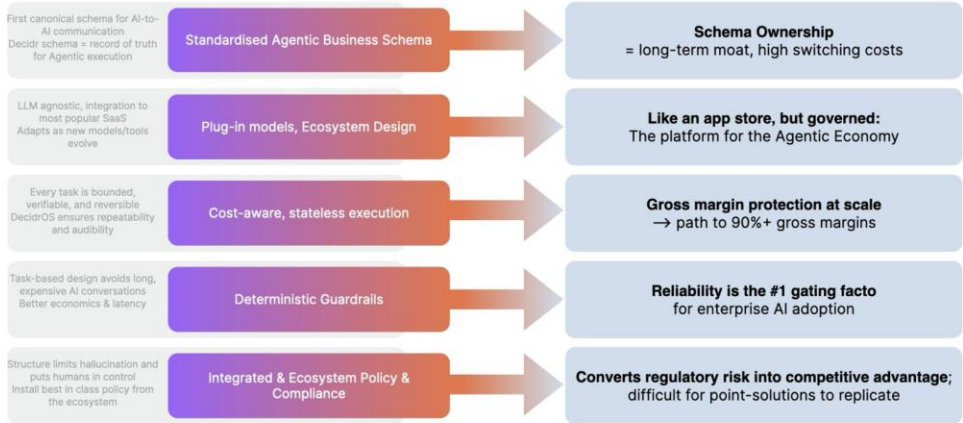 First canonical schema for AI-to-
AI communication
Decidr schema = record of truth
for Agentic execution
Standardised Agentic Business Schema
Schema Ownership
= long-term moat, high switching costs
LLM agnostic, integration to
most popular SaaS
Adapts as new models/tools
evolve
Plug-in models, Ecosystem Design
Like an app store, but governed:
The platform for the Agentic Economy
Every task is bounded,
verifiable, and reversible
DecidrOS ensures repeatability
and audibility
Cost-aware, stateless execution
Gross margin protection at scale
→ path to 90%+ gross margins
Task-based design avoids long,
expensive AI conversations
Better economics & latency
Deterministic Guardrails
Reliability is the #1 gating facto
for enterprise AI adoption
Structure limits hallucination and
puts humans in control
Install best in class policy from
the ecosystem
Integrated & Ecosystem Policy &
Compliance
Converts regulatory risk into competitive advantage;
difficult for point-solutions to replicate